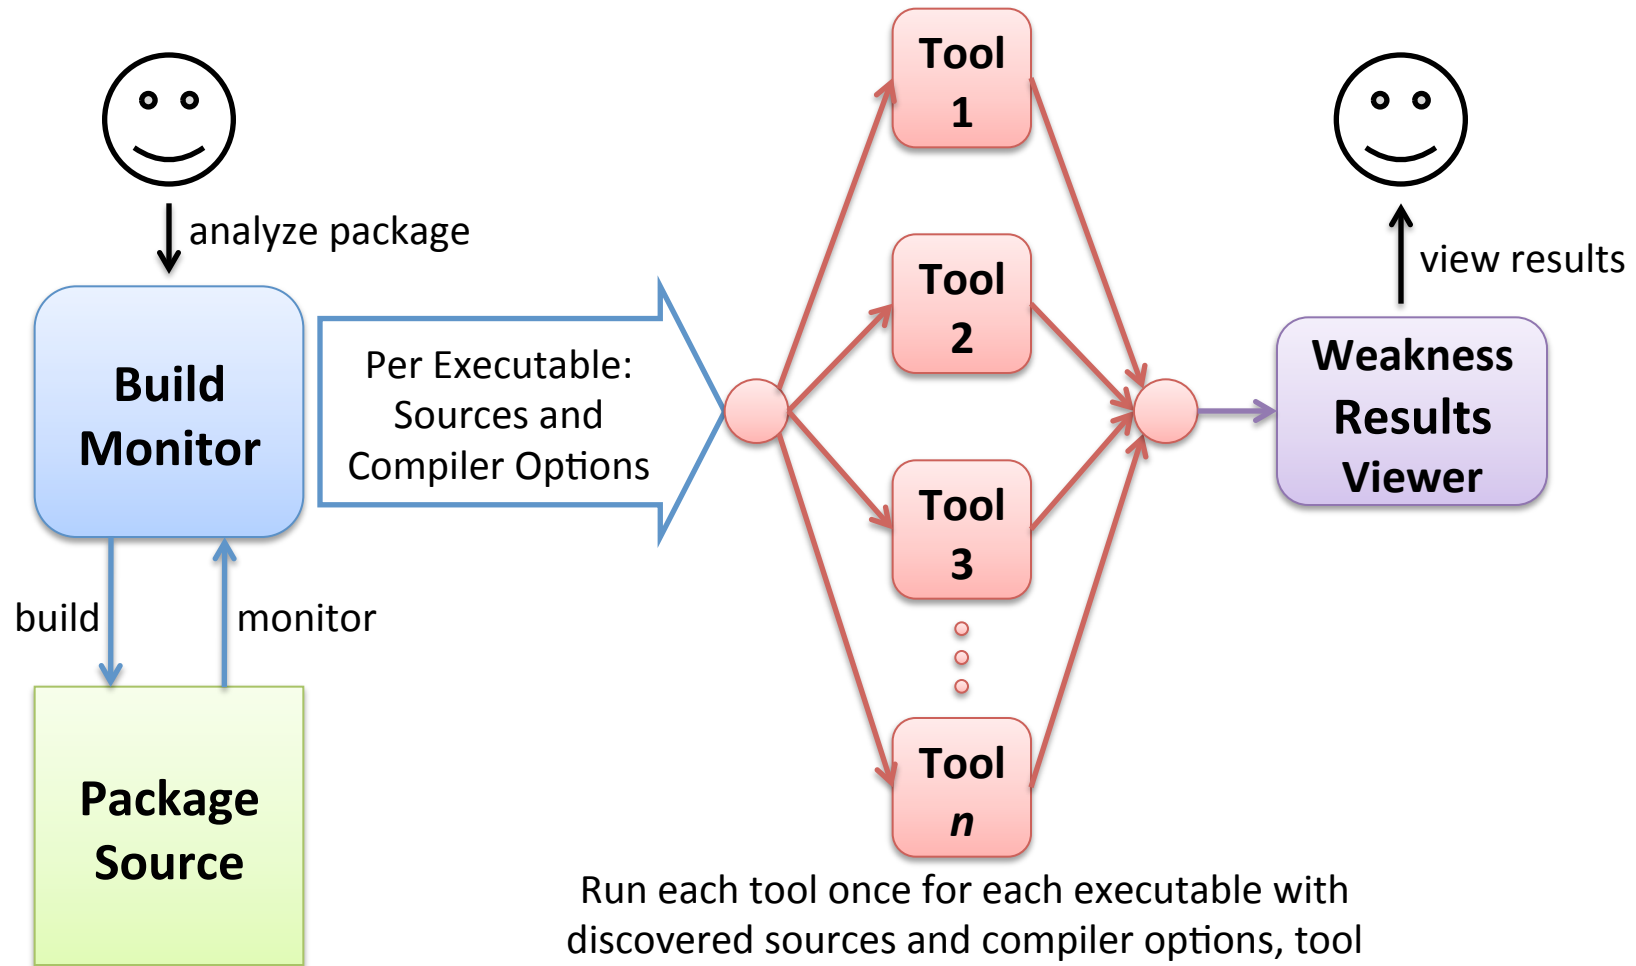 analyze package
Build
Monitor
build
monitor
Package
Source
Per Executable:
Sources and
Compiler Options
Tool
1
Tool
2
Tool
3
Tool
n
Run each tool once for each executable with
discovered sources and compiler options, tool
view results
Weakness
Results
Viewer